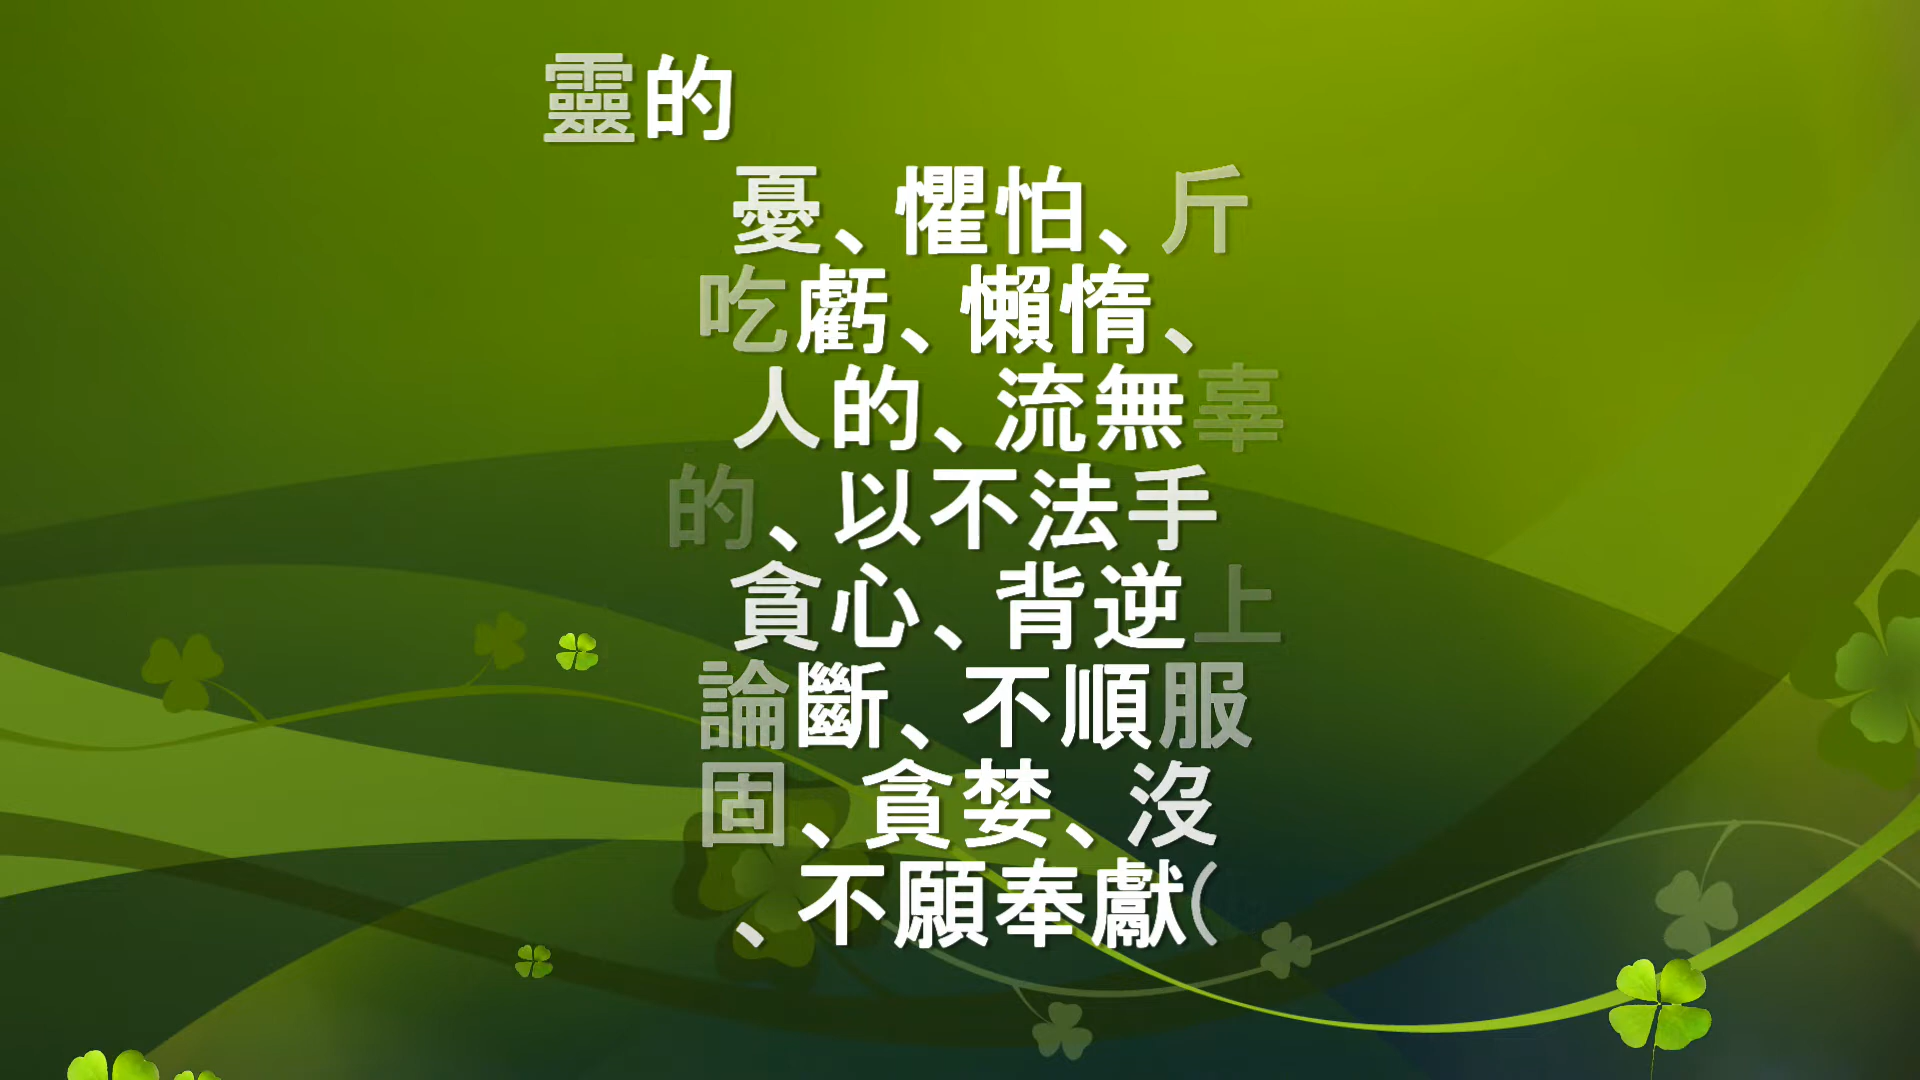 靈的
憂、懼怕、斤
吃虧、懶惰、
人的、流無辜
的、以不法手
貪心、背逆上
論斷、不順服
固、貪婪、沒
、不願奉獻(